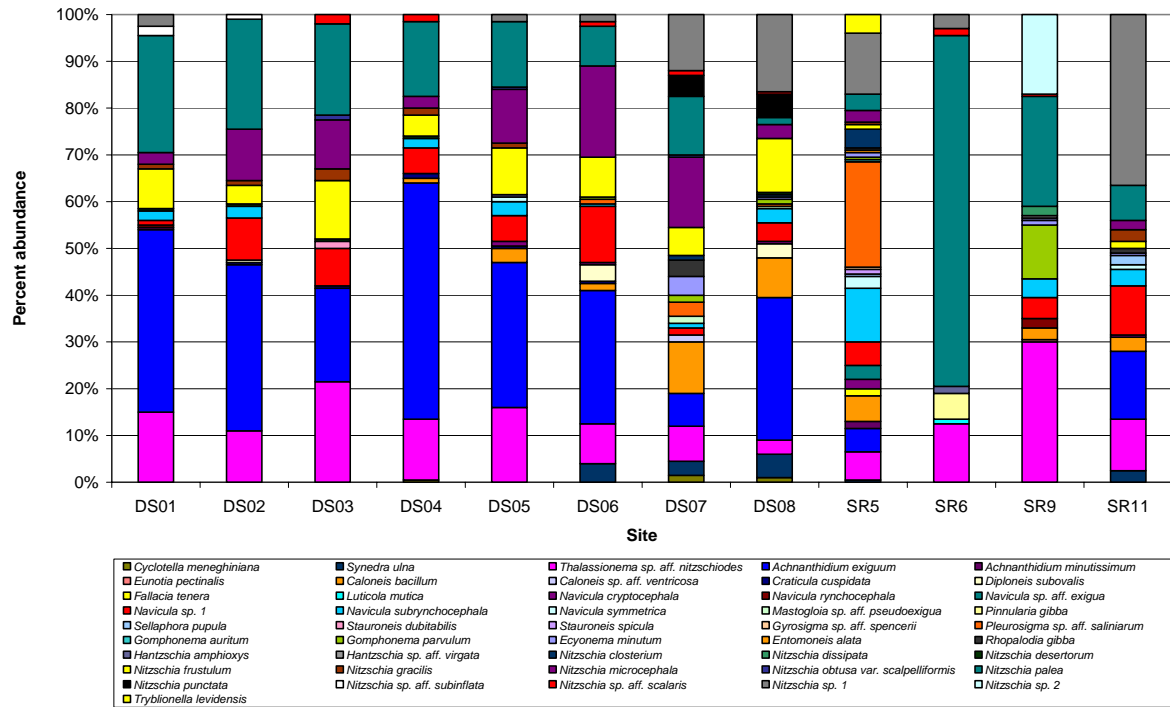 100%
90%
80%
70%
60%
50%
40%
30%
20%
10%
0%
Percent abundance
DS01 DS02 DS03 DS04 DS05 DS06 DS07 DS08 SR5 SR6 SR9 SR11
Site
Cyclotella meneghiniana Synedra ulna Thalassionema sp. aff. nitzschiodes Achnanthidium exiguum Achnanthidium minutissimum
Eunotia pectinalis Caloneis bacillum Caloneis sp. aff. ventricosa Craticula cuspidata Diploneis subovalis
Fallacia tenera Luticola mutica Navicula cryptocephala Navicula rynchocephala Navicula sp. aff. exigua
Navicula sp. 1 Navicula subrynchocephala Navicula symmetrica Mastogloia sp. aff. pseudoexigua Pinnularia gibba
Sellaphora pupula Stauroneis dubitabilis Stauroneis spicula Gyrosigma sp. aff. spencerii Pleurosigma sp. aff. saliniarum
Gomphonema auritum Gomphonema parvulum Ecyonema minutum Entomoneis alata Rhopalodia gibba
Hantzschia amphioxys Hantzschia sp. aff. virgata Nitzschia closterium Nitzschia dissipata Nitzschia desertorum
Nitzschia frustulum Nitzschia gracilis Nitzschia microcephala Nitzschia obtusa var. scalpelliformis Nitzschia palea
Nitzschia punctata Nitzschia sp. aff. subinflata Nitzschia sp. aff. scalaris Nitzschia sp. 1 Nitzschia sp. 2
Tryblionella levidensis